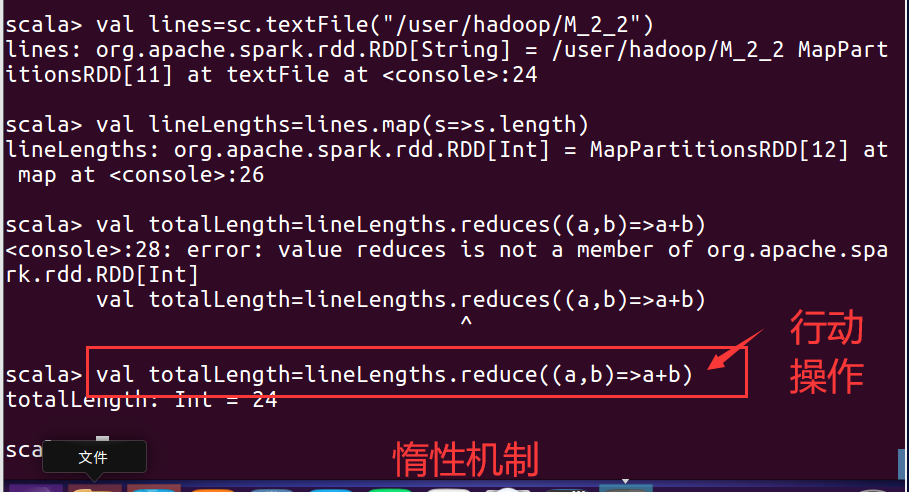 scala> val lines=sc.textFile("/user/hadoop/M_2_2")
lines: org.apache.spark.rdd.RDD[String] = /user/hadoop/M_2_2 MapPart
itionsRDD[11] at textFile at <console>:24
scala> val lineLengths=lines.map(s=>s.length)
lineLengths: org.apache.spark.rdd.RDD[Int] = MapPartitionsRDD[12] at
 map at <console>:26
scala> val totalLength=lineLengths.reduces((a,b)=>a+b)
<console>:28: error: value reduces is not a member of org.apache.spa
rk.rdd.RDD[Int]
       val totalLength=lineLengths.reduces((a,b)=>a+b)
                                   ^
行动
操作
scala> val totalLength=lineLengths.reduce((a,b)=>a+b)
totalLength: Int = 24
sca
文件
惰性机制